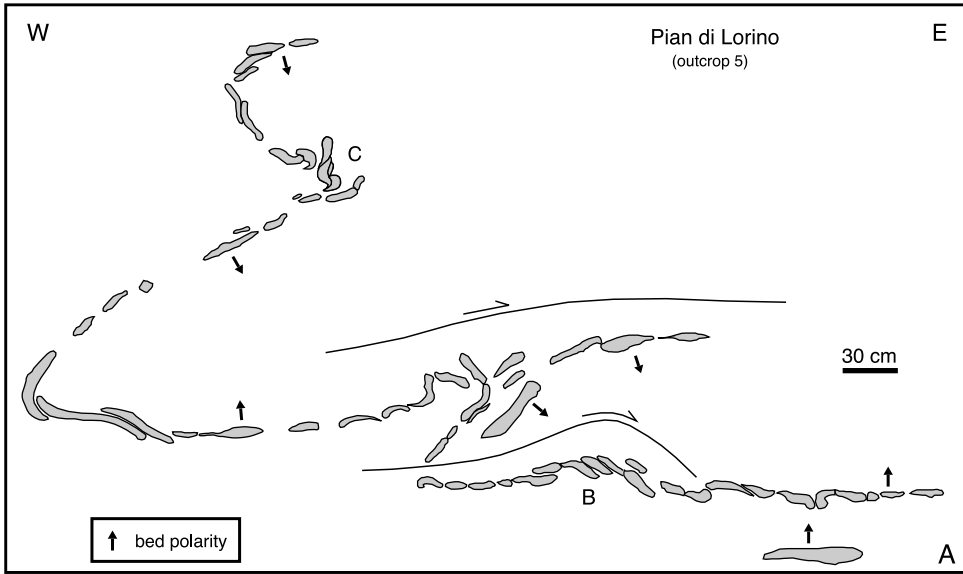 W
Pian di Lorino
(outcrop 5)
E
C
30 cm
B
bed polarity
A